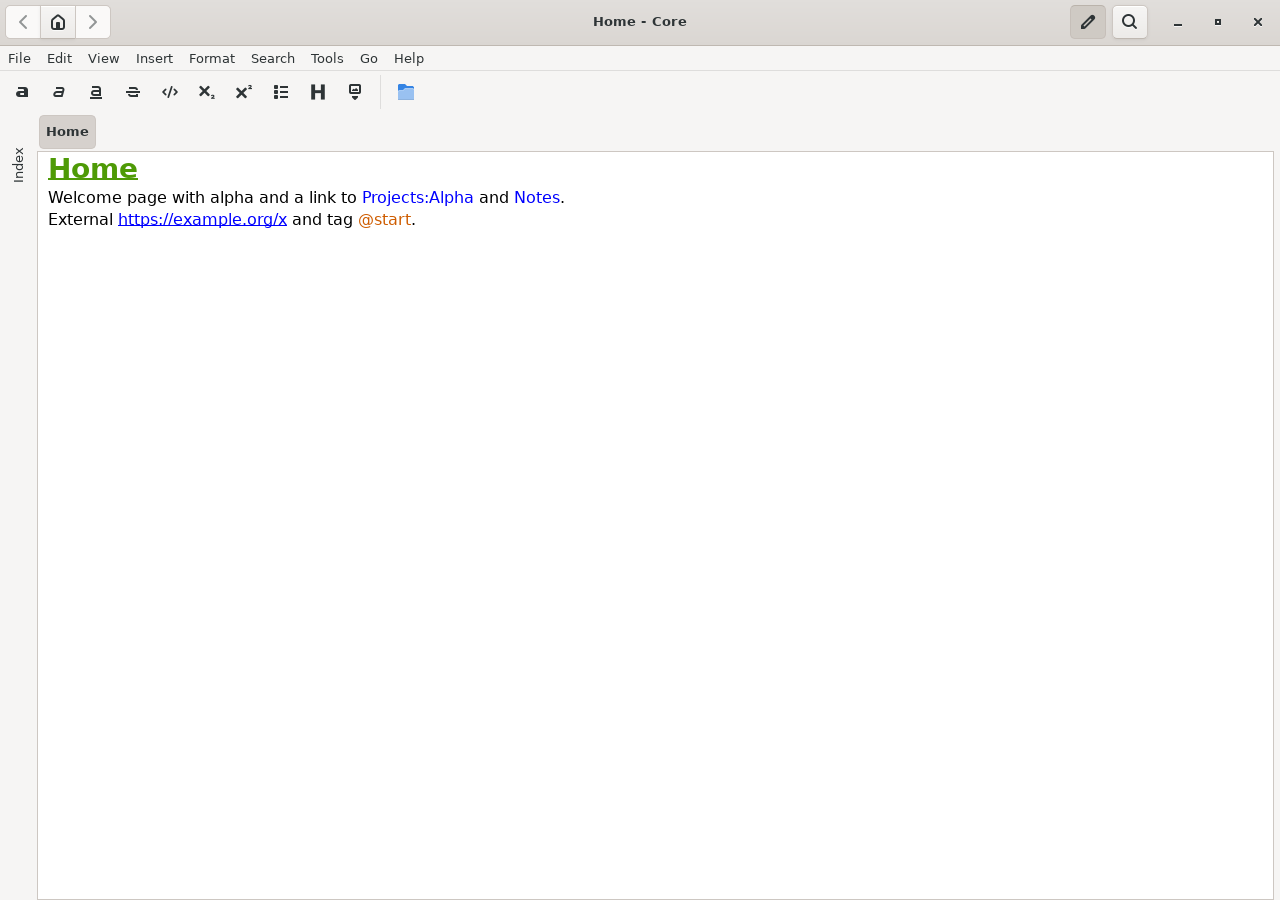 Home - Core
File Edit View Insert Format Search Tools Go Help
Home
Index
Home
Welcome page with alpha and a link to Projects:Alpha and Notes.
External https://example.org/x and tag @start.